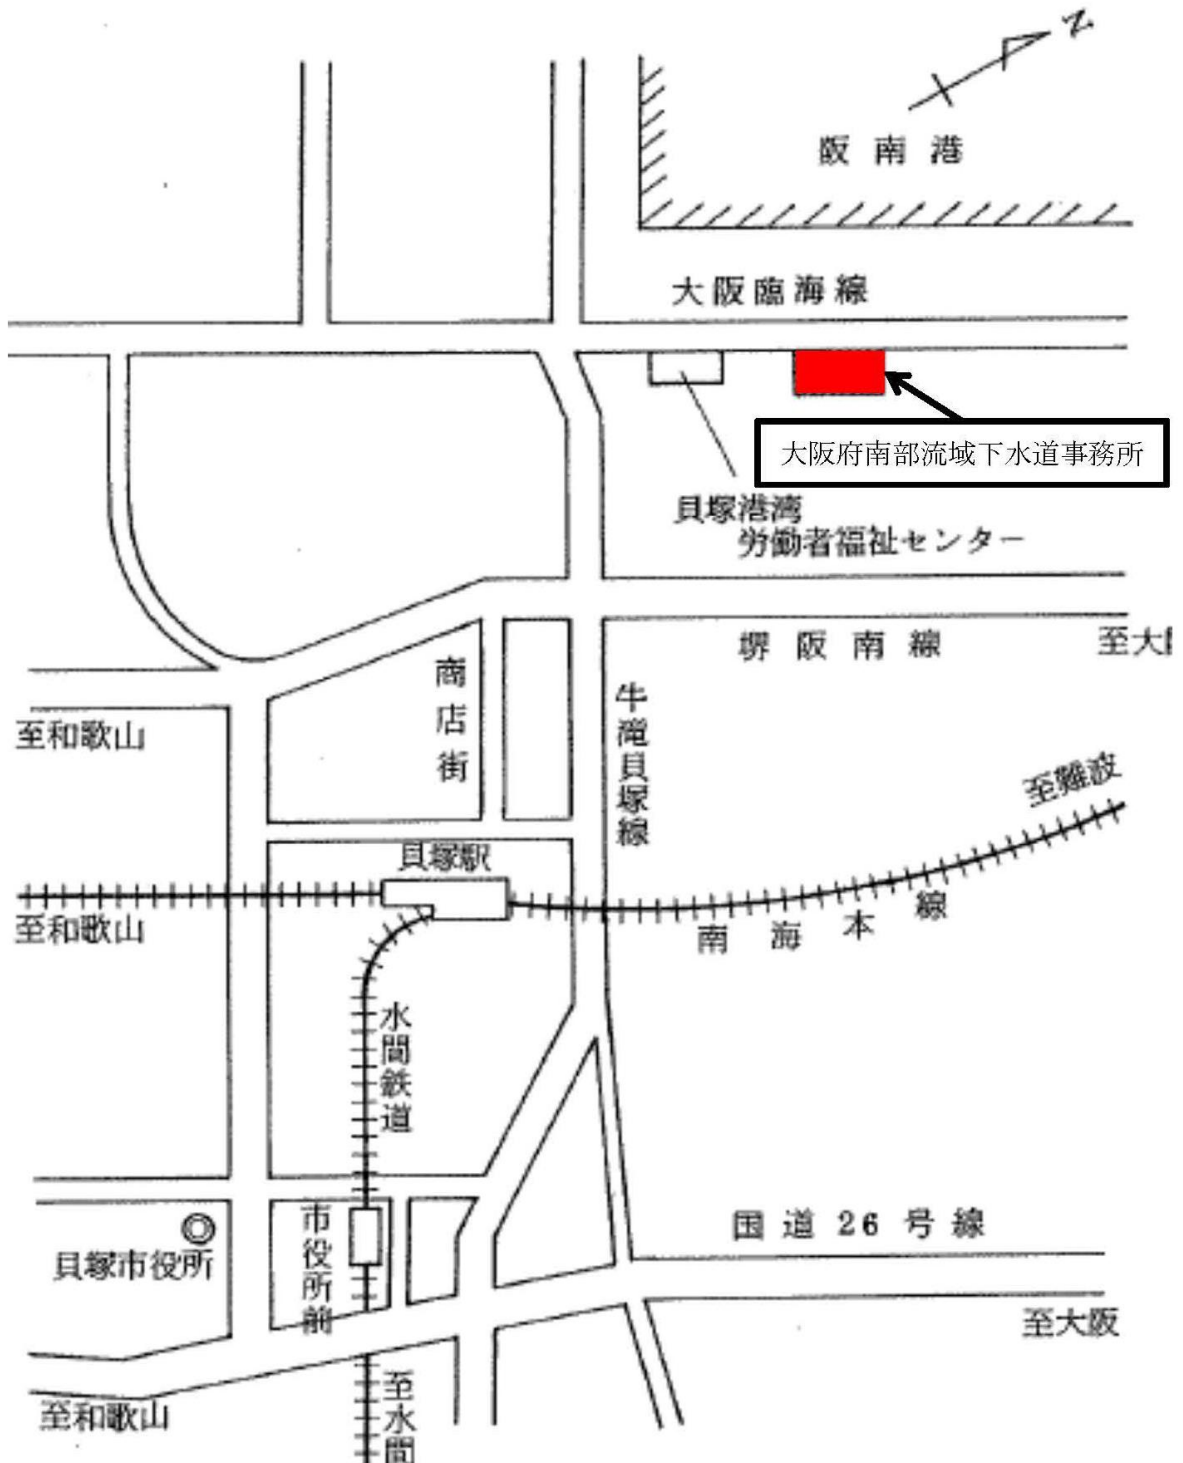 N
阪南港
大阪臨海線
大阪府南部流域下水道事務所
貝塚港湾
労働者福祉センター
堺阪南線
至大
商店街
牛滝貝塚線
至和歌山
至難波
貝塚駅
至和歌山
南海本線
水間鉄道
市役所前
貝塚市役所
国道26号線
至大阪
至和歌山
至水間